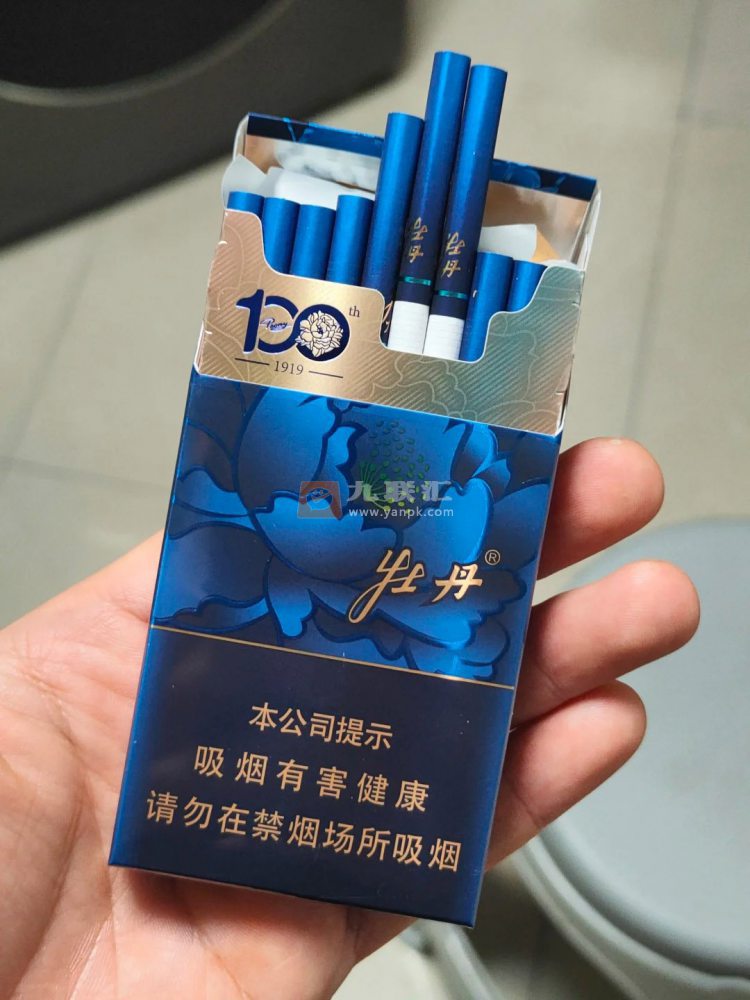 牡丹
牡丹
100th
Peony
1919
九联汇
www.yanpk.com
牡丹®
本公司提示
吸烟有害健康
请勿在禁烟场所吸烟